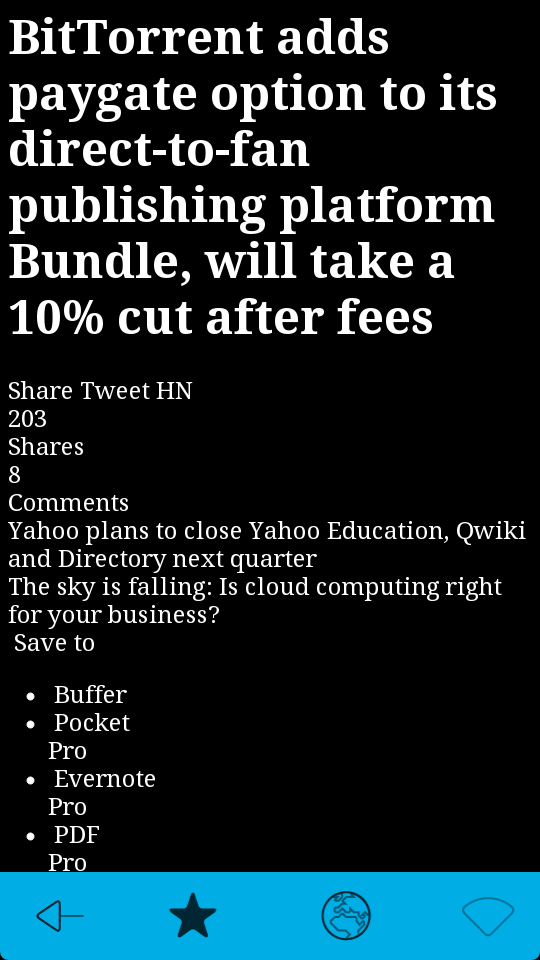 BitTorrent adds
paygate option to its
direct-to-fan
publishing platform
Bundle, will take a
10% cut after fees
Share Tweet HN
203
Shares
8
Comments
Yahoo plans to close Yahoo Education, Qwiki
and Directory next quarter
The sky is falling: Is cloud computing right
for your business?
Save to
• Buffer
• Pocket
Pro
• Evernote
Pro
• PDF
Pro